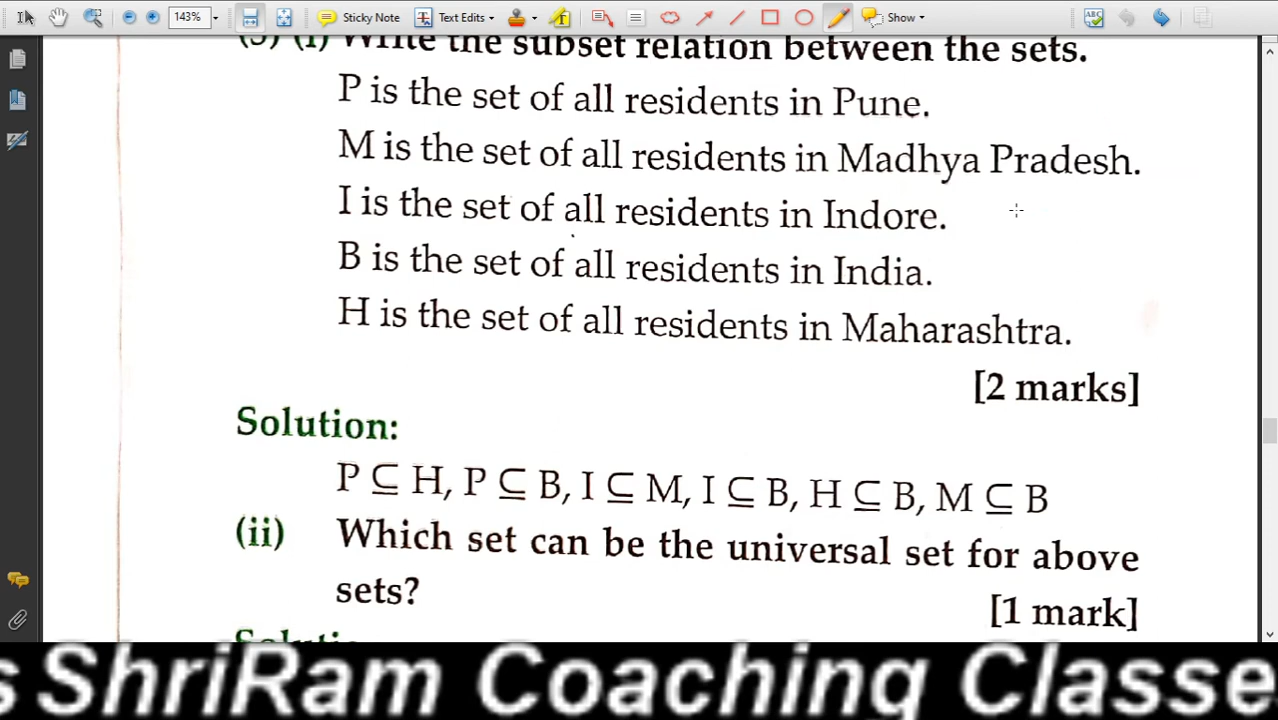 143%
Sticky Note
Text Edits
Show
(3) (i) Write the subset relation between the sets.
P is the set of all residents in Pune.
M is the set of all residents in Madhya Pradesh.
I is the set of all residents in Indore.
B is the set of all residents in India.
H is the set of all residents in Maharashtra.
[2 marks]
Solution:
P ⊆ H, P ⊆ B, I ⊆ M, I ⊆ B, H ⊆ B, M ⊆ B
(ii) Which set can be the universal set for above
sets?
[1 mark]
s ShriRam Coaching Classe